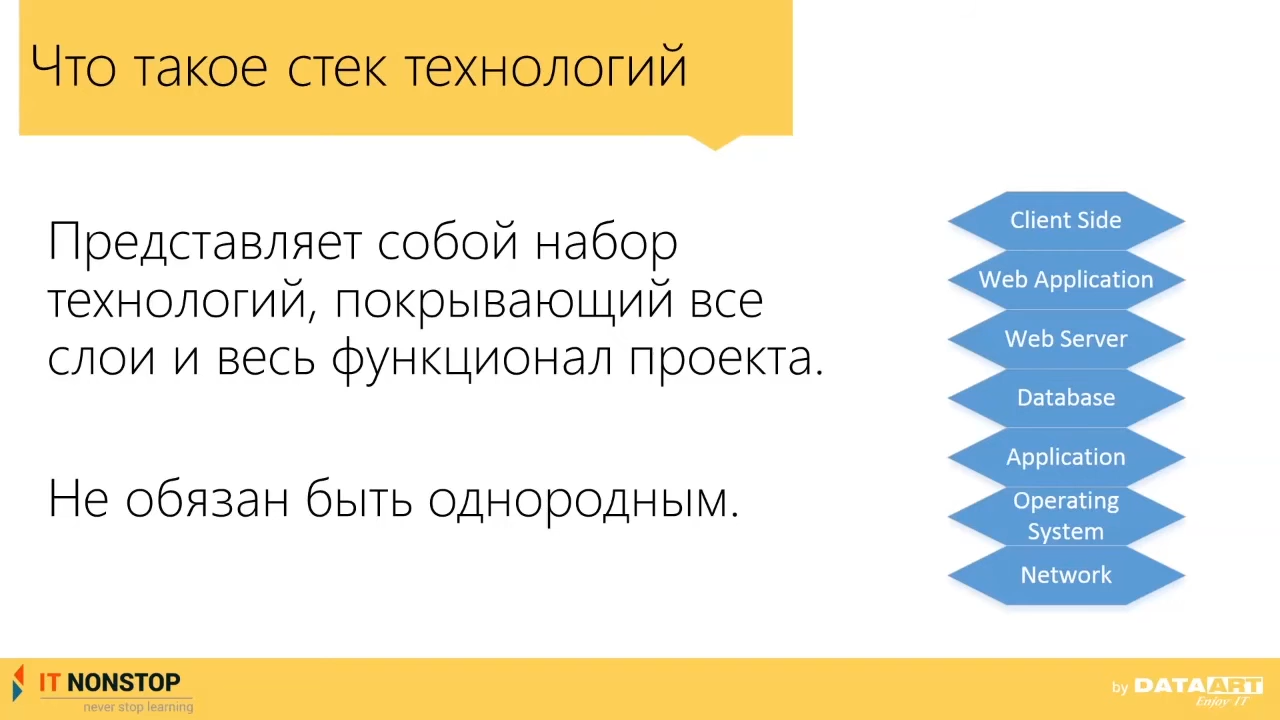 Что такое стек технологий
Представляет собой набор
технологий, покрывающий все
слои и весь функционал проекта.
Не обязан быть однородным.
Client Side
Web Application
Web Server
Database
Application
Operating
System
Network
IT NONSTOP
never stop learning
by DATAART
Enjoy IT